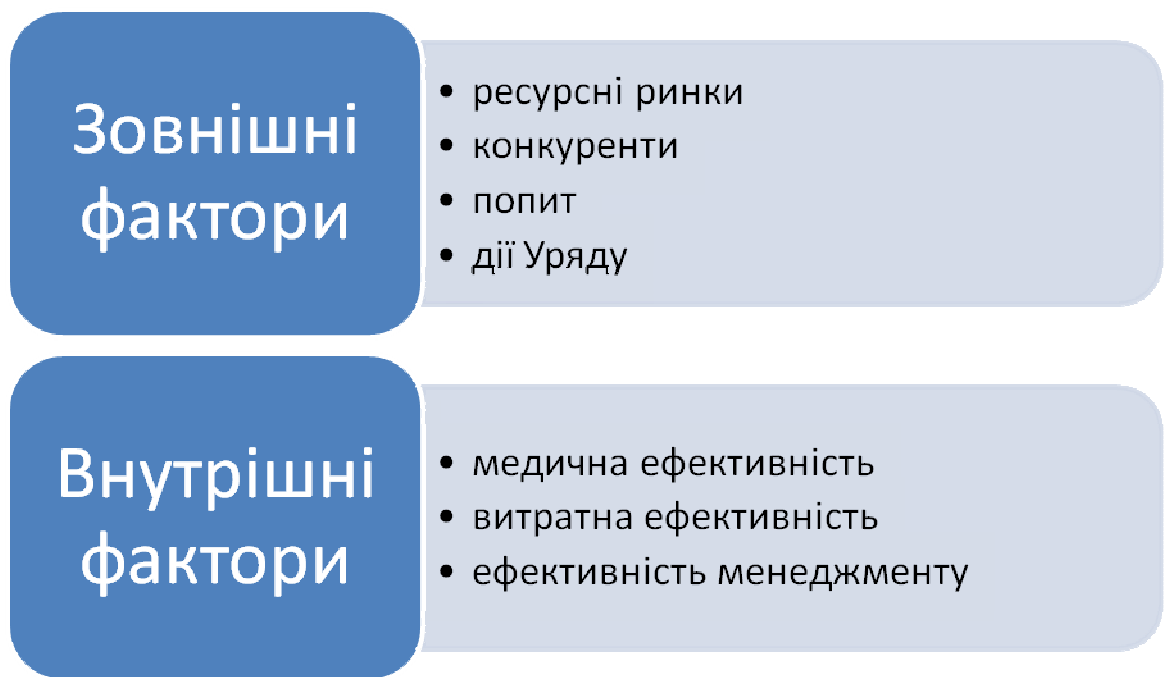 Зовнішні
фактори
• ресурсні ринки
• конкуренти
• попит
• дії Уряду
Внутрішні
фактори
• медична ефективність
• витратна ефективність
• ефективність менеджменту